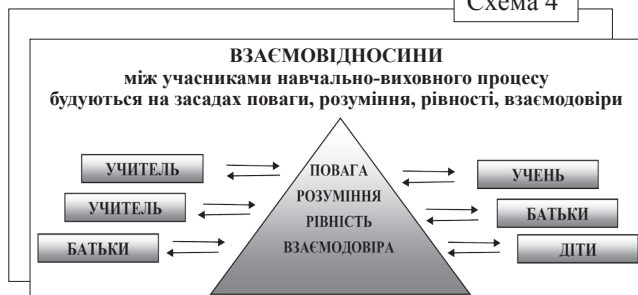 Схема 4
ВЗАЄМОВІДНОСИНИ
між учасниками навчально-виховного процесу
будуються на засадах поваги, розуміння, рівності, взаємодовіри
УЧИТЕЛЬ
ПОВАГА
УЧЕНЬ
УЧИТЕЛЬ
РОЗУМІННЯ
РІВНІСТЬ
БАТЬКИ
БАТЬКИ
ВЗАЄМОДОВІРА
ДІТИ